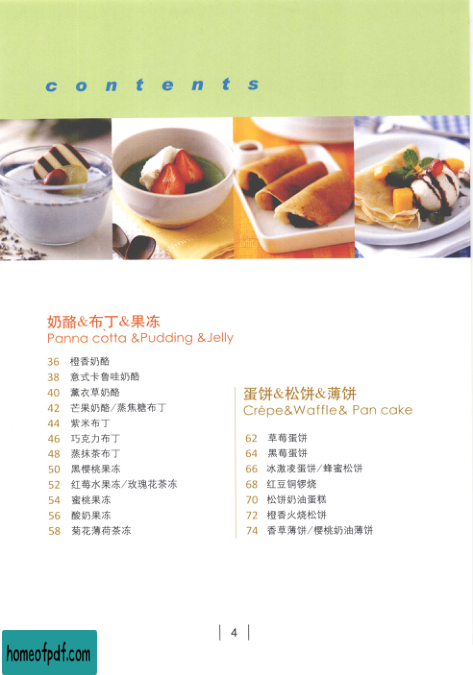 contents
奶酪&布丁&果冻
Panna cotta &Pudding &Jelly
36 橙香奶酪
38 意式卡鲁哇奶酪
40 薰衣草奶酪
42 芒果奶酪/蒸焦糖布丁
44 紫米布丁
46 巧克力布丁
48 蒸抹茶布丁
50 黑樱桃果冻
52 红莓水果冻/玫瑰花茶冻
54 蜜桃果冻
56 酸奶果冻
58 菊花薄荷茶冻
蛋饼&松饼&薄饼
Crêpe&Waffle& Pan cake
62 草莓蛋饼
64 黑莓蛋饼
66 冰激凌蛋饼/蜂蜜松饼
68 红豆铜锣烧
70 松饼奶油蛋糕
72 橙香火烧松饼
74 香草薄饼/樱桃奶油薄饼
4
homeofpdf.com